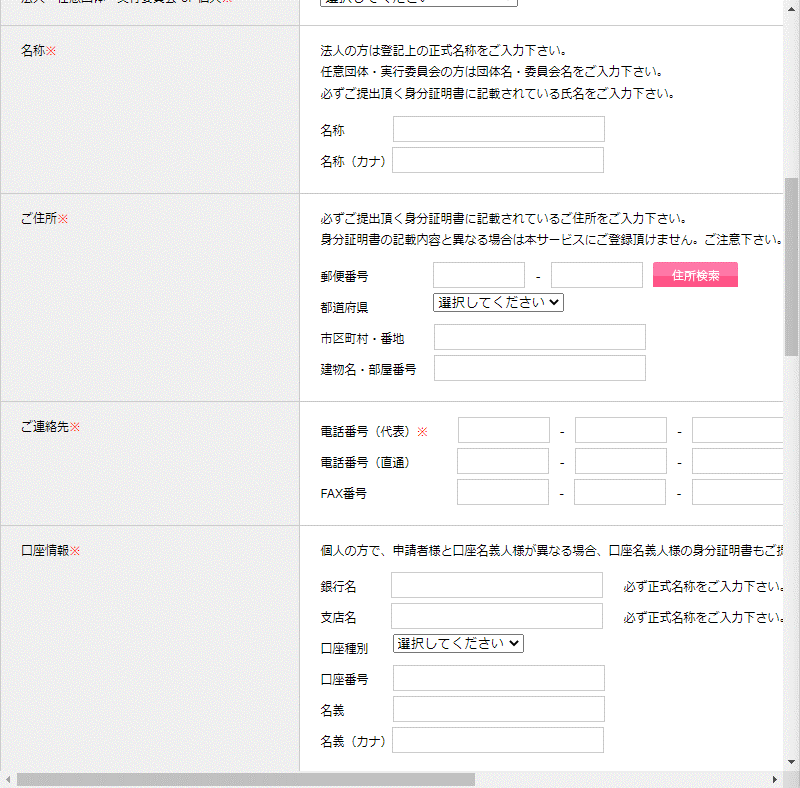 選択してください
名称※
法人の方は登記上の正式名称をご入力下さい。
任意団体・実行委員会の方は団体名・委員会名をご入力下さい。
必ずご提出頂く身分証明書に記載されている氏名をご入力下さい。
名称
名称（カナ）
ご住所※
必ずご提出頂く身分証明書に記載されているご住所をご入力下さい。
身分証明書の記載内容と異なる場合は本サービスにご登録頂けません。ご注意下さい。
郵便番号 - 住所検索
都道府県 選択してください
市区町村・番地
建物名・部屋番号
ご連絡先※
電話番号（代表）※ - -
電話番号（直通） - -
FAX番号 - -
口座情報※
個人の方で、申請者様と口座名義人様が異なる場合、口座名義人様の身分証明書もご提
銀行名 必ず正式名称をご入力下さい。
支店名 必ず正式名称をご入力下さい。
口座種別 選択してください
口座番号
名義
名義（カナ）